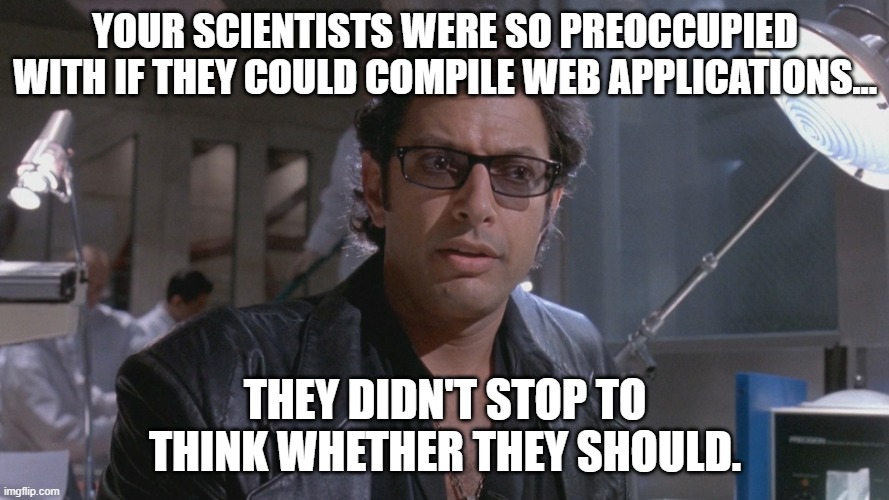 YOUR SCIENTISTS WERE SO PREOCCUPIED
WITH IF THEY COULD COMPILE WEB APPLICATIONS...
THEY DIDN'T STOP TO
THINK WHETHER THEY SHOULD.
PRECISION
imgflip.com